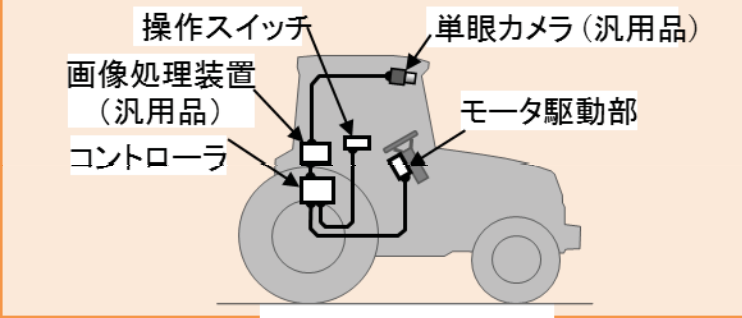 操作スイッチ
単眼カメラ（汎用品）
画像処理装置
（汎用品）
モータ駆動部
コントローラ